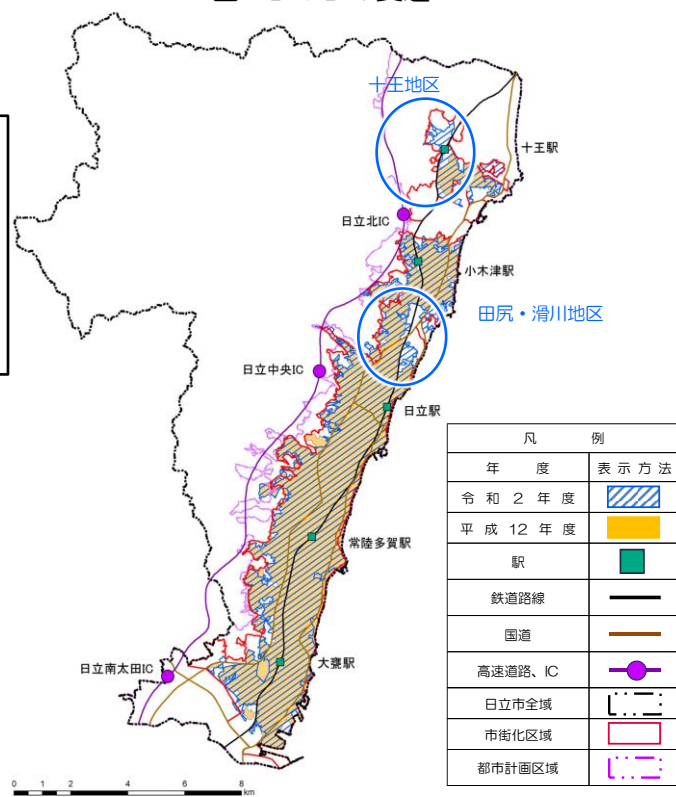 十王地区
十王駅
日立北IC
小木津駅
田尻・滑川地区
日立中央IC
日立駅
常陸多賀駅
日立南太田IC
大甕駅
凡 例
年 度 表示方法
令和2年度
平成12年度
駅
鉄道路線
国道
高速道路、IC
日立市全域
市街化区域
都市計画区域
0 1 2 4 6 8
km